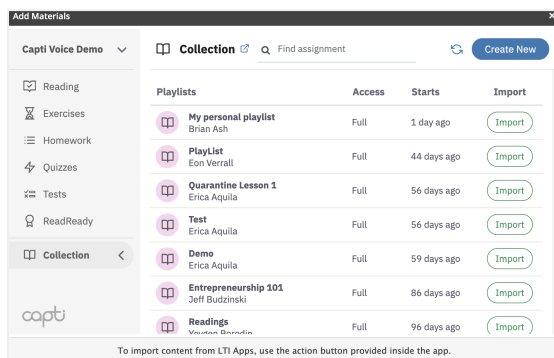 Add Materials
Capti Voice Demo
Collection
Find assignment
Create New
Reading
Exercises
Homework
Quizzes
Tests
ReadReady
Collection
capti
Playlists Access Starts Import
My personal playlist
Brian Ash
Full 1 day ago Import
PlayList
Eon Verrall
Full 44 days ago Import
Quarantine Lesson 1
Erica Aquila
Full 56 days ago Import
Test
Erica Aquila
Full 56 days ago Import
Demo
Erica Aquila
Full 59 days ago Import
Entrepreneurship 101
Jeff Budzinski
Full 86 days ago Import
Readings
Yevgen Borodin
Full 96 days ago Import
To import content from LTI Apps, use the action button provided inside the app.